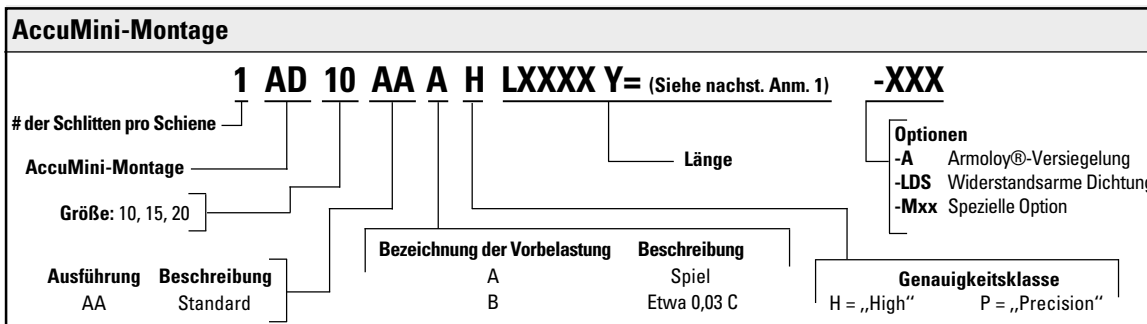 AccuMini-Montage
1 AD 10 AA A H LXXXX Y= (Siehe nachst. Anm. 1) -XXX
# der Schlitten pro Schiene
AccuMini-Montage
Größe: 10, 15, 20
Ausführung Beschreibung
AA Standard
Bezeichnung der Vorbelastung Beschreibung
A Spiel
B Etwa 0,03 C
Länge
Genauigkeitsklasse
H = ,,High“ P = ,,Precision“
Optionen
-A Armoloy®-Versiegelung
-LDS Widerstandsarme Dichtung
-Mxx Spezielle Option